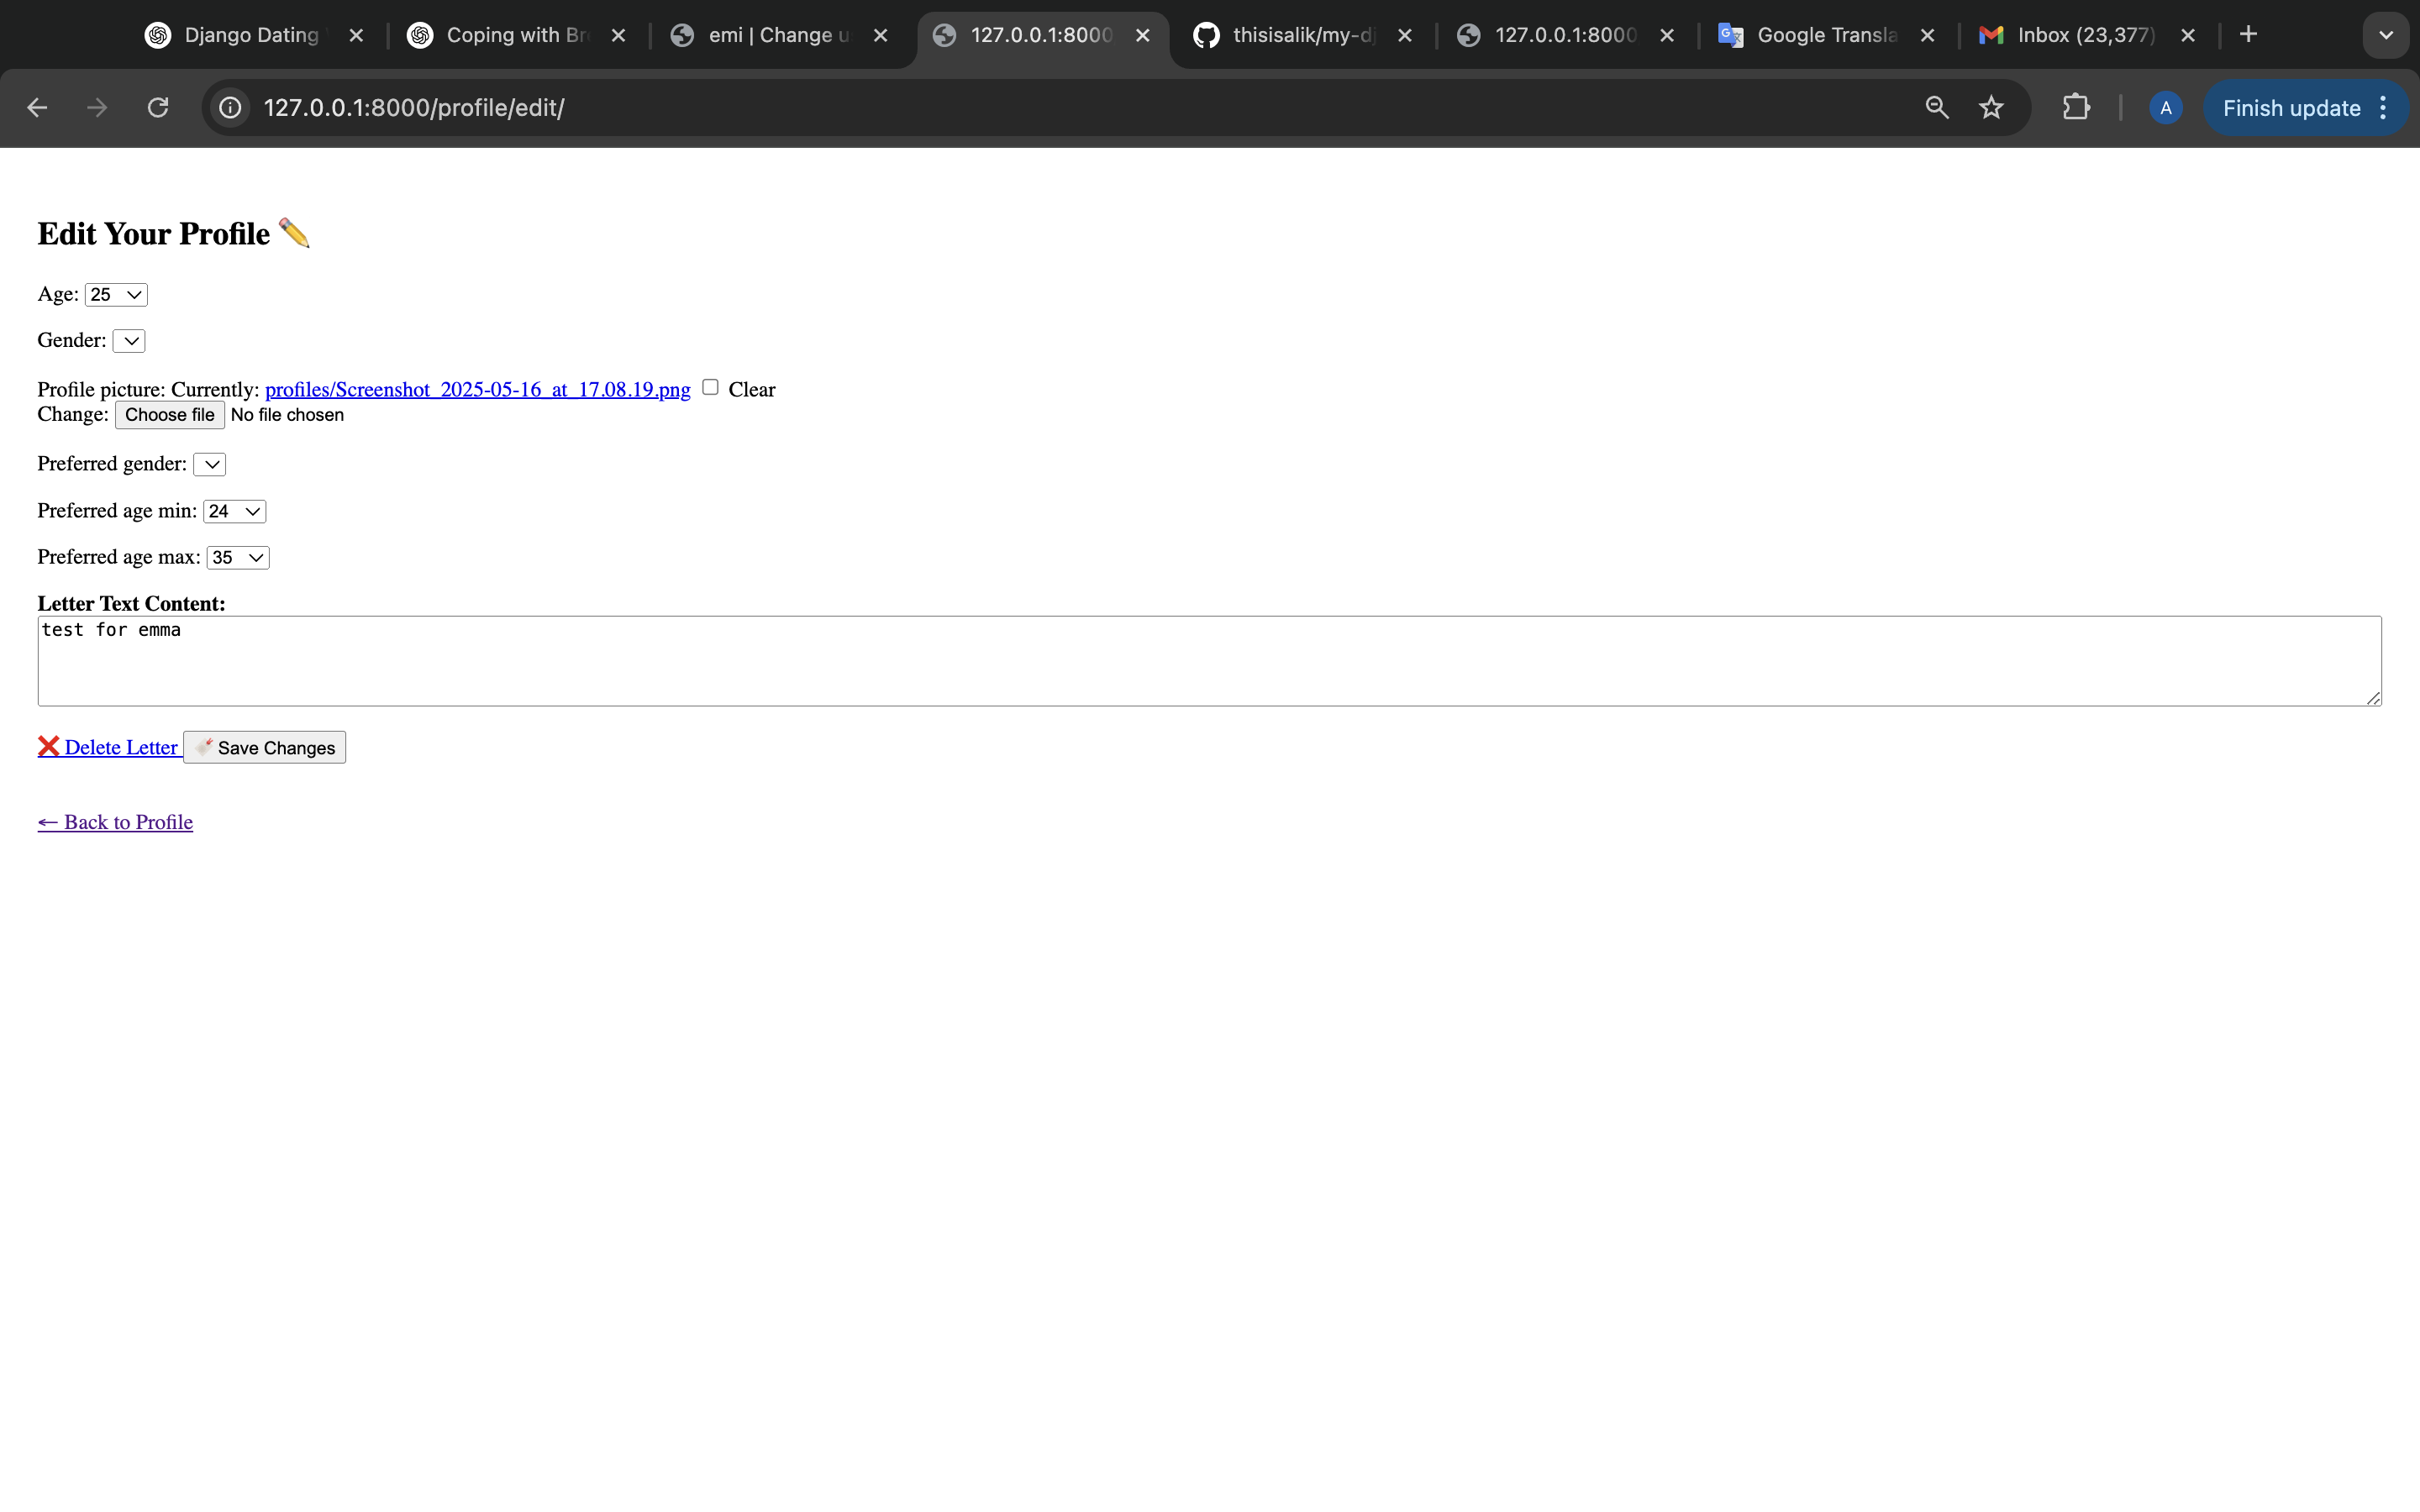 Django Dating
Coping with Br
emi | Change u
127.0.0.1:8000
thisisalik/my-dj
127.0.0.1:8000
Google Transla
Inbox (23,377)
127.0.0.1:8000/profile/edit/
A
Finish update
Edit Your Profile ✏️
Age: 25
Gender:
Profile picture: Currently: profiles/Screenshot_2025-05-16_at_17.08.19.png Clear
Change: Choose file No file chosen
Preferred gender:
Preferred age min: 24
Preferred age max: 35
Letter Text Content:
test for emma
❌ Delete Letter Save Changes
← Back to Profile